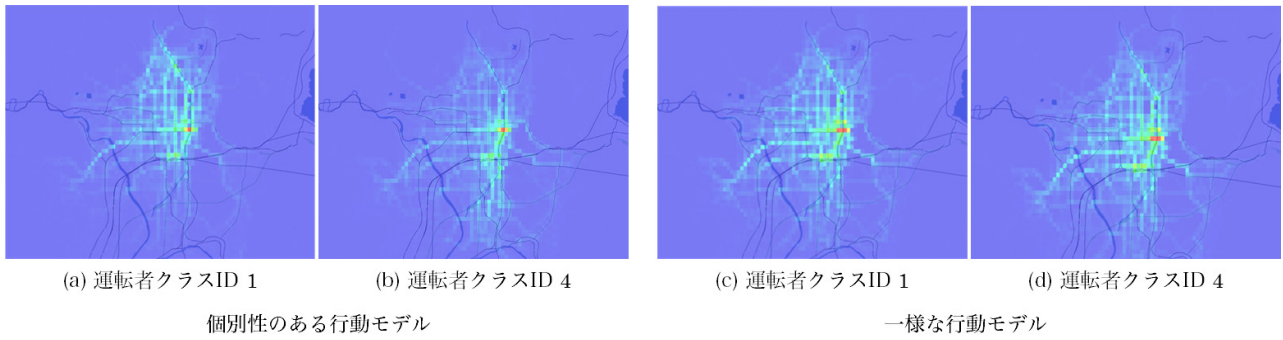 (a) 運転者クラスID 1
(b) 運転者クラスID 4
(c) 運転者クラスID 1
(d) 運転者クラスID 4
個別性のある行動モデル
一様な行動モデル